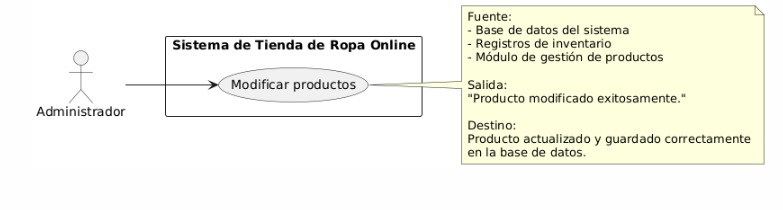 Administrador
Sistema de Tienda de Ropa Online
Modificar productos
Fuente:
- Base de datos del sistema
- Registros de inventario
- Módulo de gestión de productos
Salida:
"Producto modificado exitosamente."
Destino:
Producto actualizado y guardado correctamente
en la base de datos.